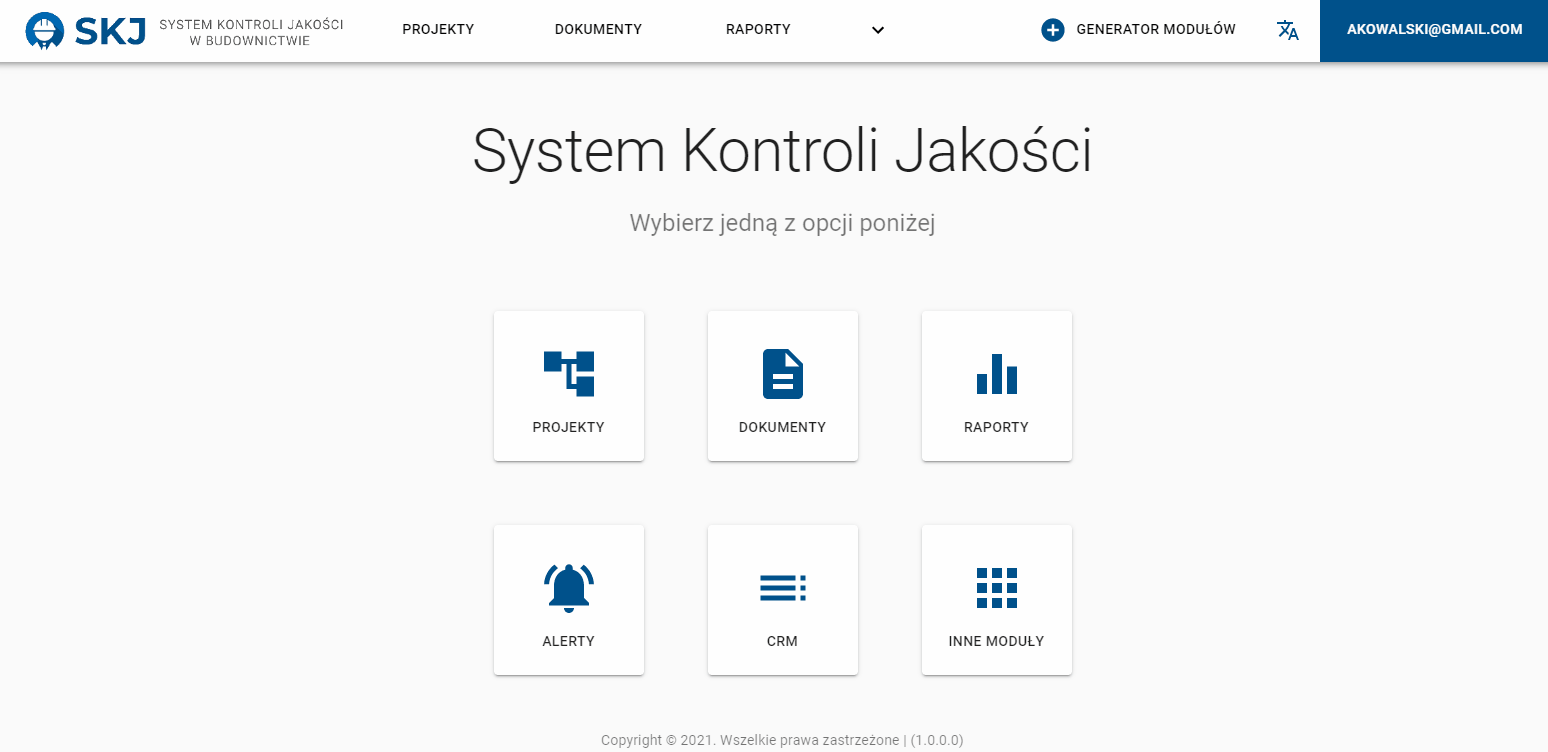 SKJ
SYSTEM KONTROLI JAKOŚCI
W BUDOWNICTWIE
PROJEKTY
DOKUMENTY
RAPORTY
GENERATOR MODUŁÓW
AKOWALSKI@GMAIL.COM
System Kontroli Jakości
Wybierz jedną z opcji poniżej
PROJEKTY
DOKUMENTY
RAPORTY
ALERTY
CRM
INNE MODUŁY
Copyright © 2021. Wszelkie prawa zastrzeżone | (1.0.0.0)